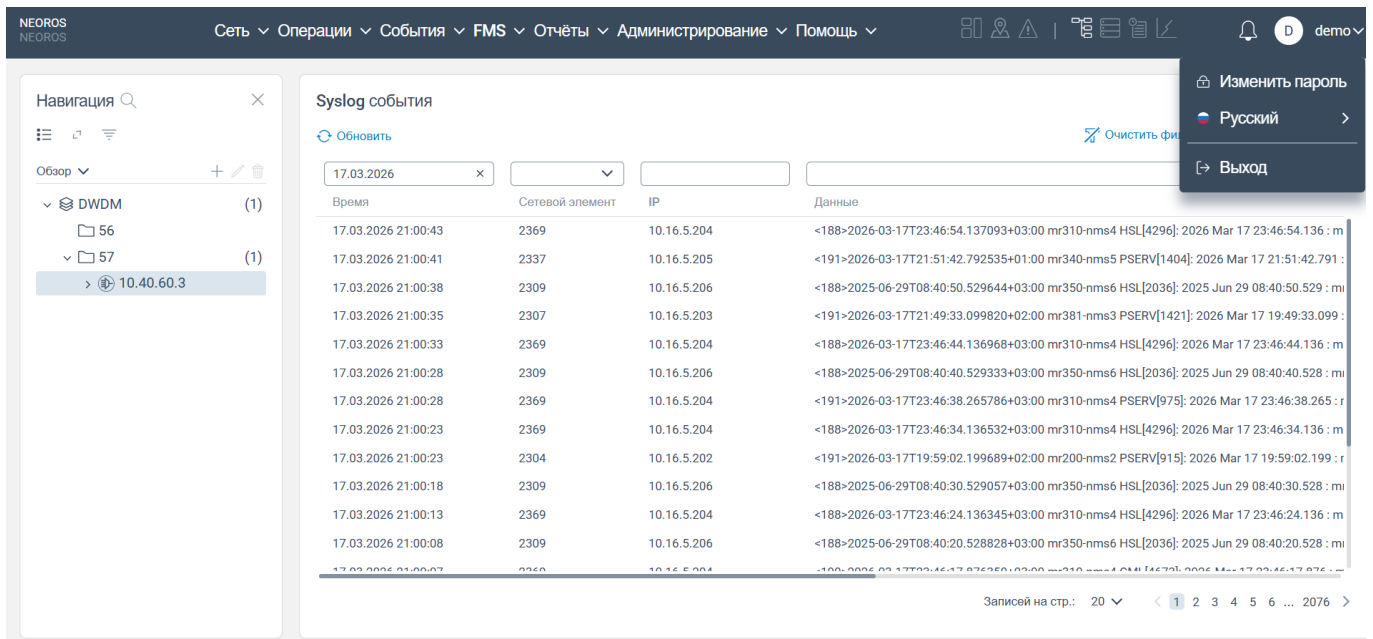 NEOROS
NEOROS
Сеть Операции События FMS Отчёты Администрирование Помощь
D demo
Изменить пароль
Русский
Выход
Навигация
Обзор
DWDM (1)
56
57 (1)
10.40.60.3
Syslog события
Обновить
Очистить
17.03.2026
Время Сетевой элемент IP Данные
17.03.2026 21:00:43 2369 10.16.5.204 <188>2026-03-17T23:46:54.137093+03:00 mr310-nms4 HSL[4296]: 2026 Mar 17 23:46:54.136 : m
17.03.2026 21:00:41 2337 10.16.5.205 <191>2026-03-17T21:51:42.792535+01:00 mr340-nms5 PSERV[1404]: 2026 Mar 17 21:51:42.791 :
17.03.2026 21:00:38 2309 10.16.5.206 <188>2025-06-29T08:40:50.529644+03:00 mr350-nms6 HSL[2036]: 2025 Jun 29 08:40:50.529 :
17.03.2026 21:00:35 2307 10.16.5.203 <191>2026-03-17T21:49:33.099820+02:00 mr381-nms3 PSERV[1421]: 2026 Mar 17 19:49:33.099 :
17.03.2026 21:00:33 2369 10.16.5.204 <188>2026-03-17T23:46:44.136968+03:00 mr310-nms4 HSL[4296]: 2026 Mar 17 23:46:44.136 : m
17.03.2026 21:00:28 2309 10.16.5.206 <188>2025-06-29T08:40:40.529333+03:00 mr350-nms6 HSL[2036]: 2025 Jun 29 08:40:40.528 :
17.03.2026 21:00:28 2369 10.16.5.204 <191>2026-03-17T23:46:38.265786+03:00 mr310-nms4 PSERV[975]: 2026 Mar 17 23:46:38.265 :
17.03.2026 21:00:23 2369 10.16.5.204 <188>2026-03-17T23:46:34.136532+03:00 mr310-nms4 HSL[4296]: 2026 Mar 17 23:46:34.136 : m
17.03.2026 21:00:23 2304 10.16.5.202 <191>2026-03-17T19:59:02.199689+02:00 mr200-nms2 PSERV[915]: 2026 Mar 17 19:59:02.199 :
17.03.2026 21:00:18 2309 10.16.5.206 <188>2025-06-29T08:40:30.529057+03:00 mr350-nms6 HSL[2036]: 2025 Jun 29 08:40:30.528 :
17.03.2026 21:00:13 2369 10.16.5.204 <188>2026-03-17T23:46:24.136345+03:00 mr310-nms4 HSL[4296]: 2026 Mar 17 23:46:24.136 : m
17.03.2026 21:00:08 2309 10.16.5.206 <188>2025-06-29T08:40:20.528828+03:00 mr350-nms6 HSL[2036]: 2025 Jun 29 08:40:20.528 :
Записей на стр.: 20 1 2 3 4 5 6 ... 2076